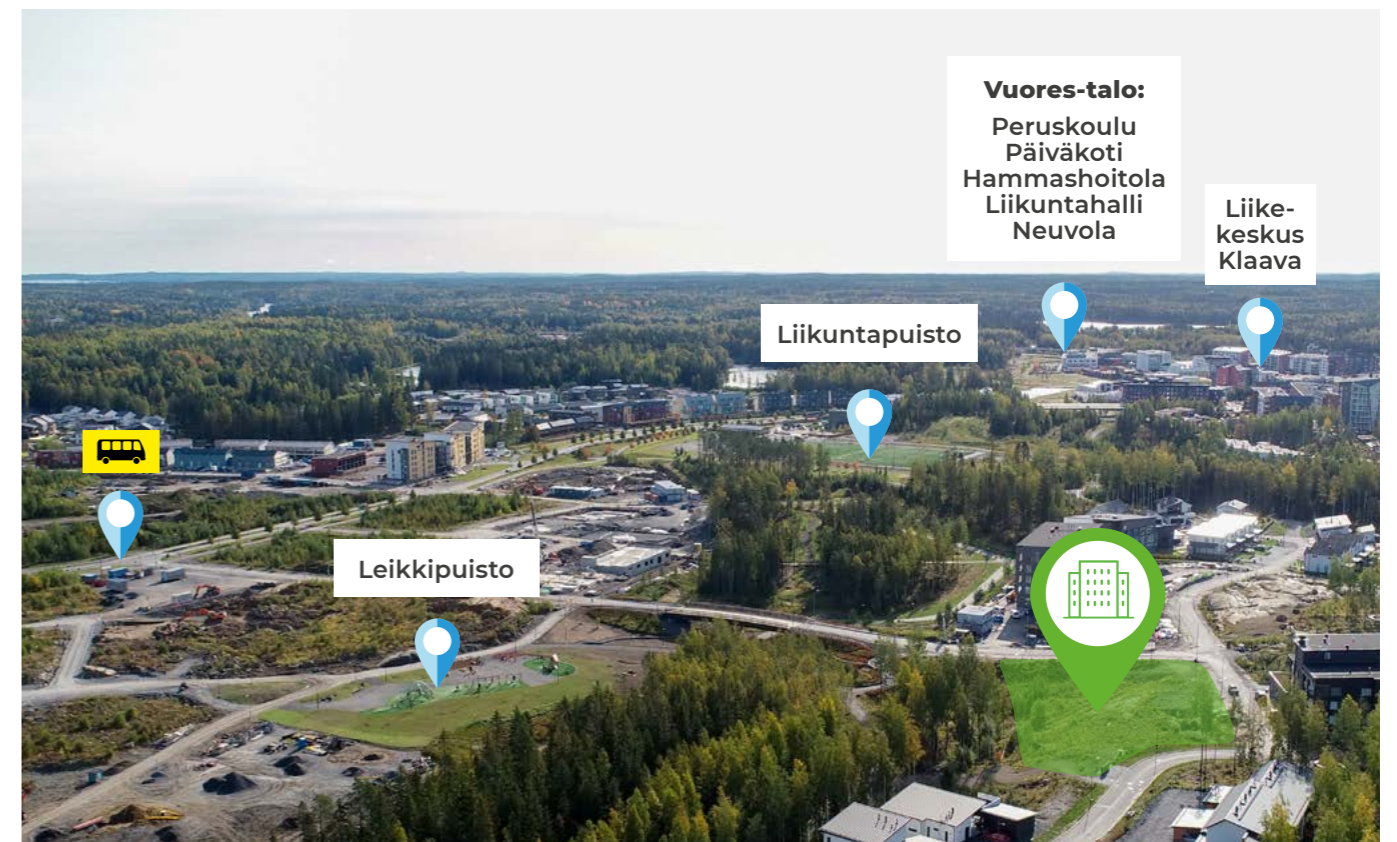 Vuores-talo:
Peruskoulu
Päiväkoti
Hammashoitola
Liikuntahalli
Neuvola
Liike-
keskus
Klaava
Liikuntapuisto
Leikkipuisto